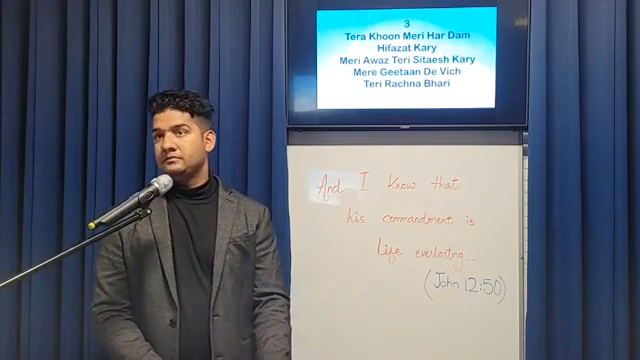 3
Tera Khoon Meri Har Dam
Hifazat Kary
Meri Awaz Teri Sitaesh Kary
Mere Geetaan De Vich
Teri Rachna Bhari
And I Know that
his commandment is
life everlasting...
(John 12:50)